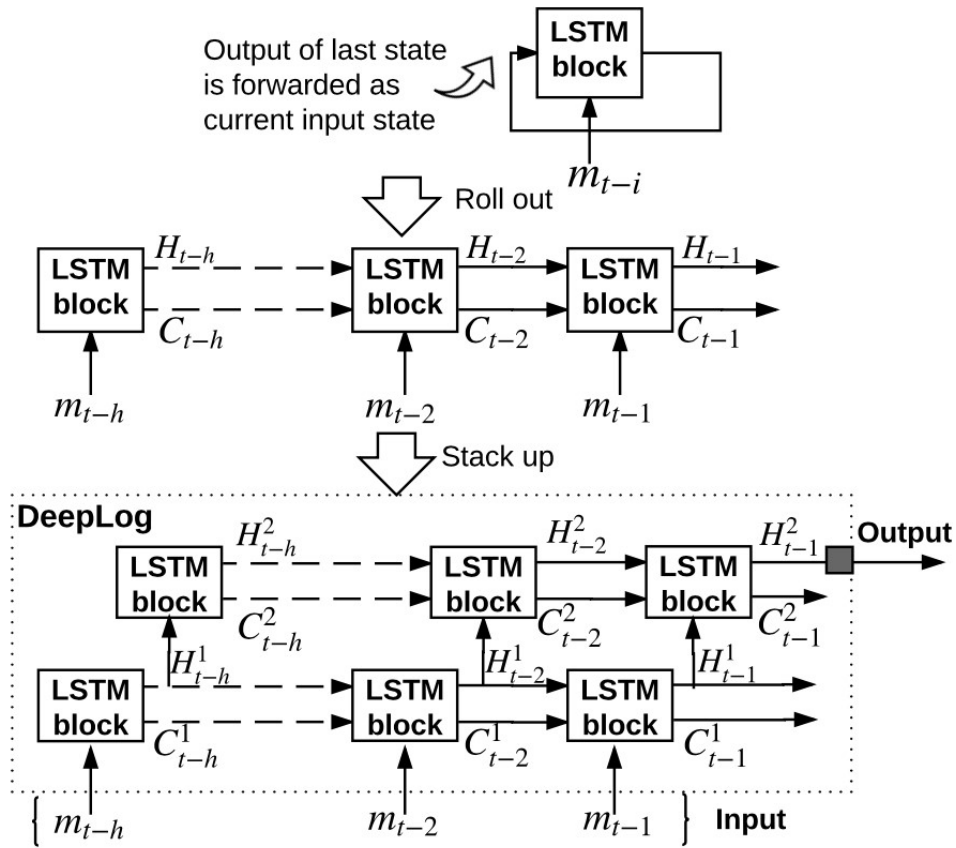 LSTM
block
Output of last state
is forwarded as
current input state
m_{t-i}
Roll out
H_{t-h} H_{t-2} H_{t-1}
LSTM LSTM LSTM
block block block
C_{t-h} C_{t-2} C_{t-1}
m_{t-h} m_{t-2} m_{t-1}
Stack up
DeepLog
H^2_{t-h} H^2_{t-2} H^2_{t-1} Output
LSTM LSTM LSTM
block block block
C^2_{t-h} C^2_{t-2} C^2_{t-1}
H^1_{t-h} H^1_{t-2} H^1_{t-1}
LSTM LSTM LSTM
block block block
C^1_{t-h} C^1_{t-2} C^1_{t-1}
{ m_{t-h} m_{t-2} m_{t-1} } Input